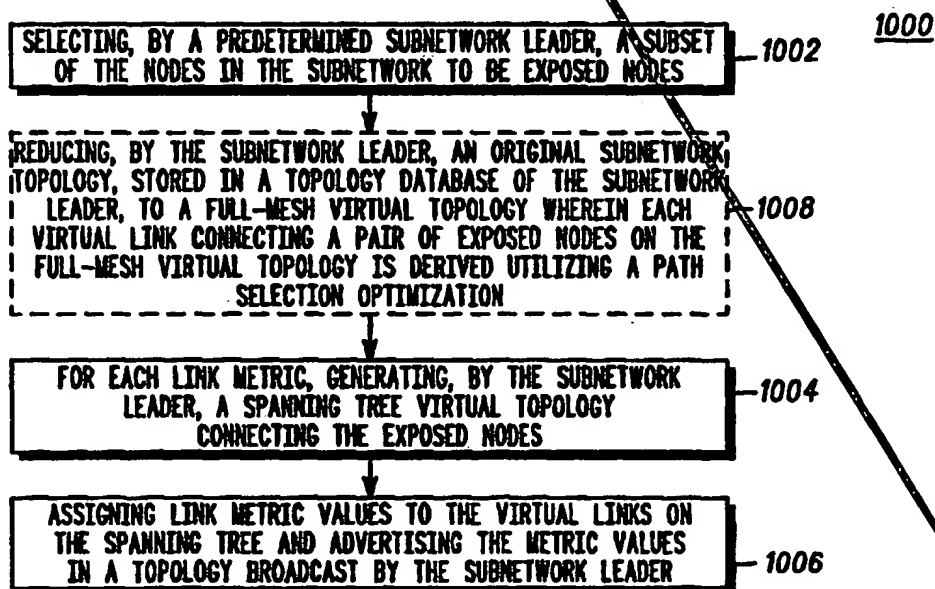 1000
SELECTING, BY A PREDETERMINED SUBNETWORK LEADER, A SUBSET
OF THE NODES IN THE SUBNETWORK TO BE EXPOSED NODES
1002
REDUCING, BY THE SUBNETWORK LEADER, AN ORIGINAL SUBNETWORK
TOPOLOGY, STORED IN A TOPOLOGY DATABASE OF THE SUBNETWORK
LEADER, TO A FULL-MESH VIRTUAL TOPOLOGY WHEREIN EACH
VIRTUAL LINK CONNECTING A PAIR OF EXPOSED NODES ON THE
FULL-MESH VIRTUAL TOPOLOGY IS DERIVED UTILIZING A PATH
SELECTION OPTIMIZATION
1008
FOR EACH LINK METRIC, GENERATING, BY THE SUBNETWORK
LEADER, A SPANNING TREE VIRTUAL TOPOLOGY
CONNECTING THE EXPOSED NODES
1004
ASSIGNING LINK METRIC VALUES TO THE VIRTUAL LINKS ON
THE SPANNING TREE AND ADVERTISING THE METRIC VALUES
IN A TOPOLOGY BROADCAST BY THE SUBNETWORK LEADER
1006